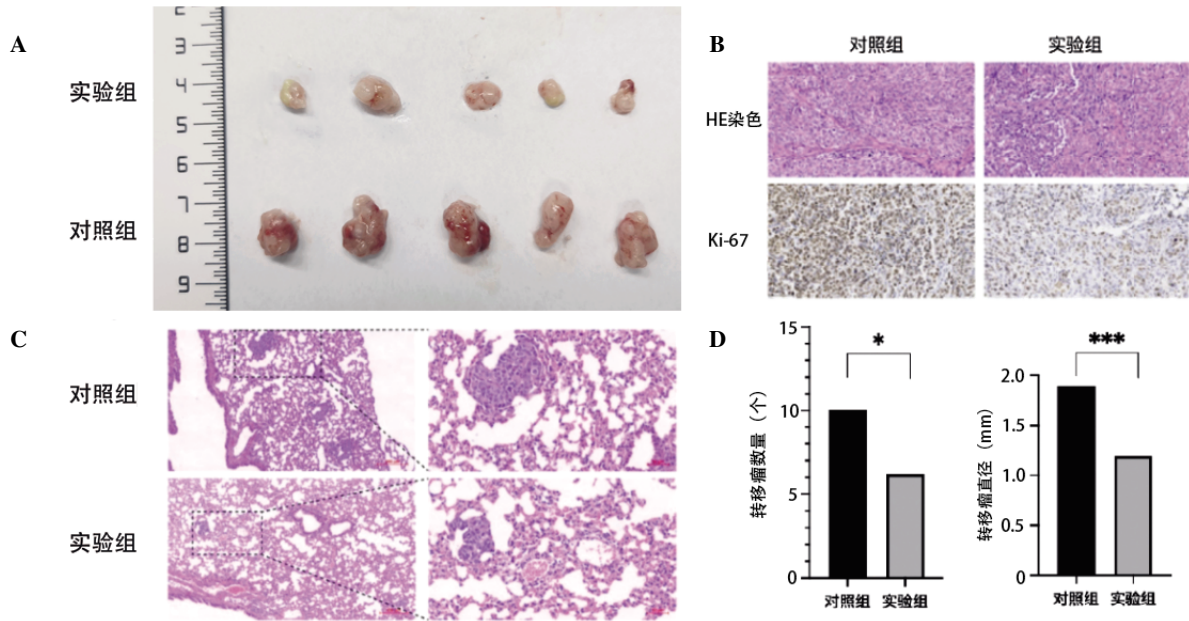 A
2
3
4
5
6
7
8
9
实验组
对照组
B
对照组
实验组
HE染色
Ki-67
C
对照组
实验组
D
15
10
5
0
转移瘤数量（个）
*
对照组
实验组
2.0
1.5
1.0
0.5
0
转移瘤直径（mm）
***
对照组
实验组